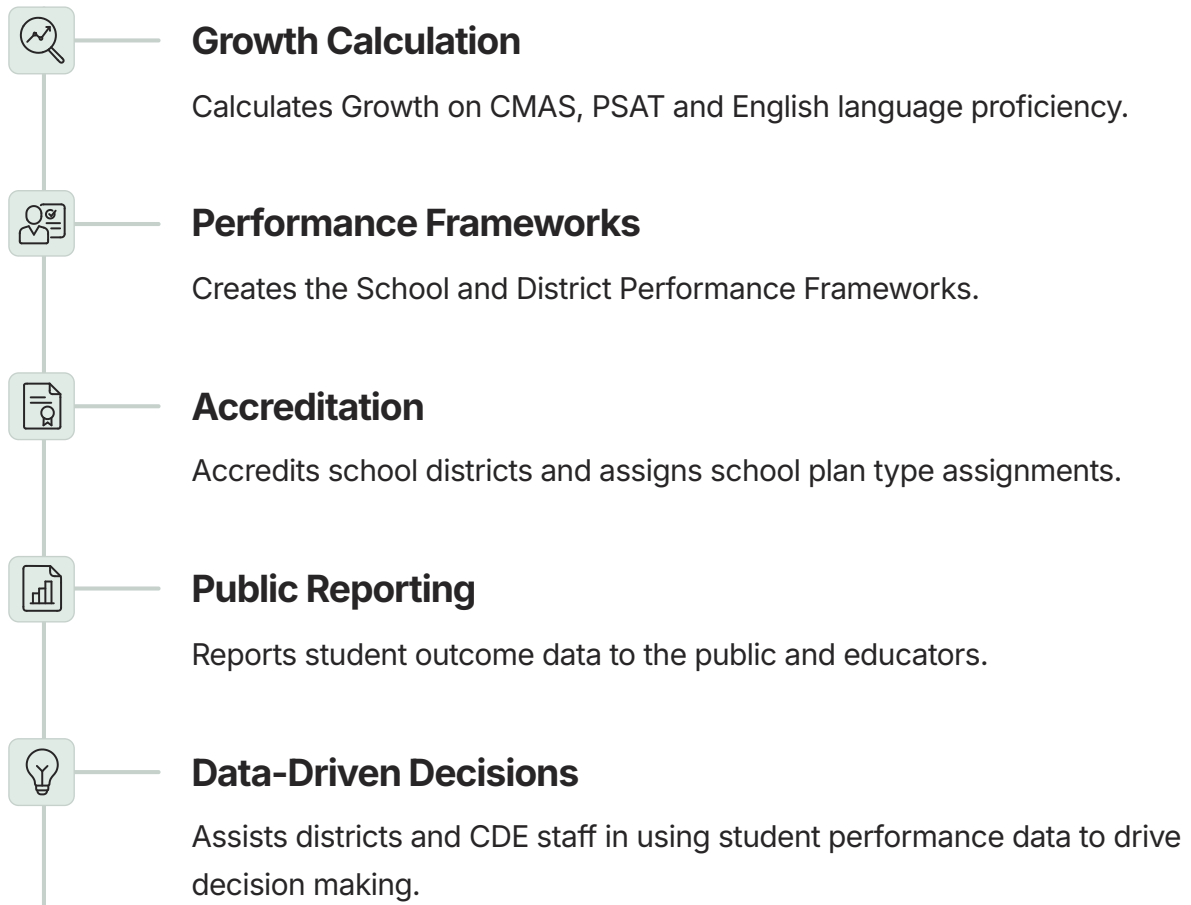 Growth Calculation
Calculates Growth on CMAS, PSAT and English language proficiency.
Performance Frameworks
Creates the School and District Performance Frameworks.
Accreditation
Accredits school districts and assigns school plan type assignments.
Public Reporting
Reports student outcome data to the public and educators.
Data-Driven Decisions
Assists districts and CDE staff in using student performance data to drive
decision making.